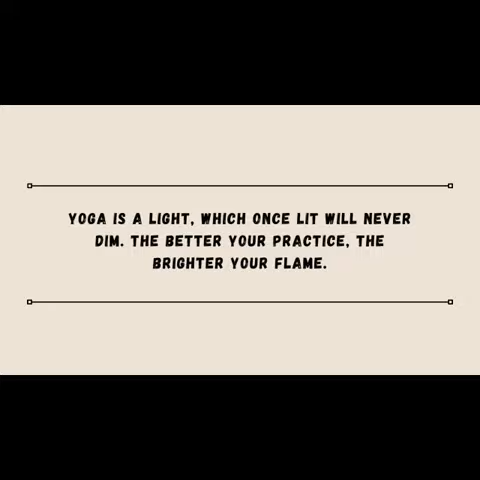 YOGA IS A LIGHT, WHICH ONCE LIT WILL NEVER
DIM. THE BETTER YOUR PRACTICE, THE
BRIGHTER YOUR FLAME.